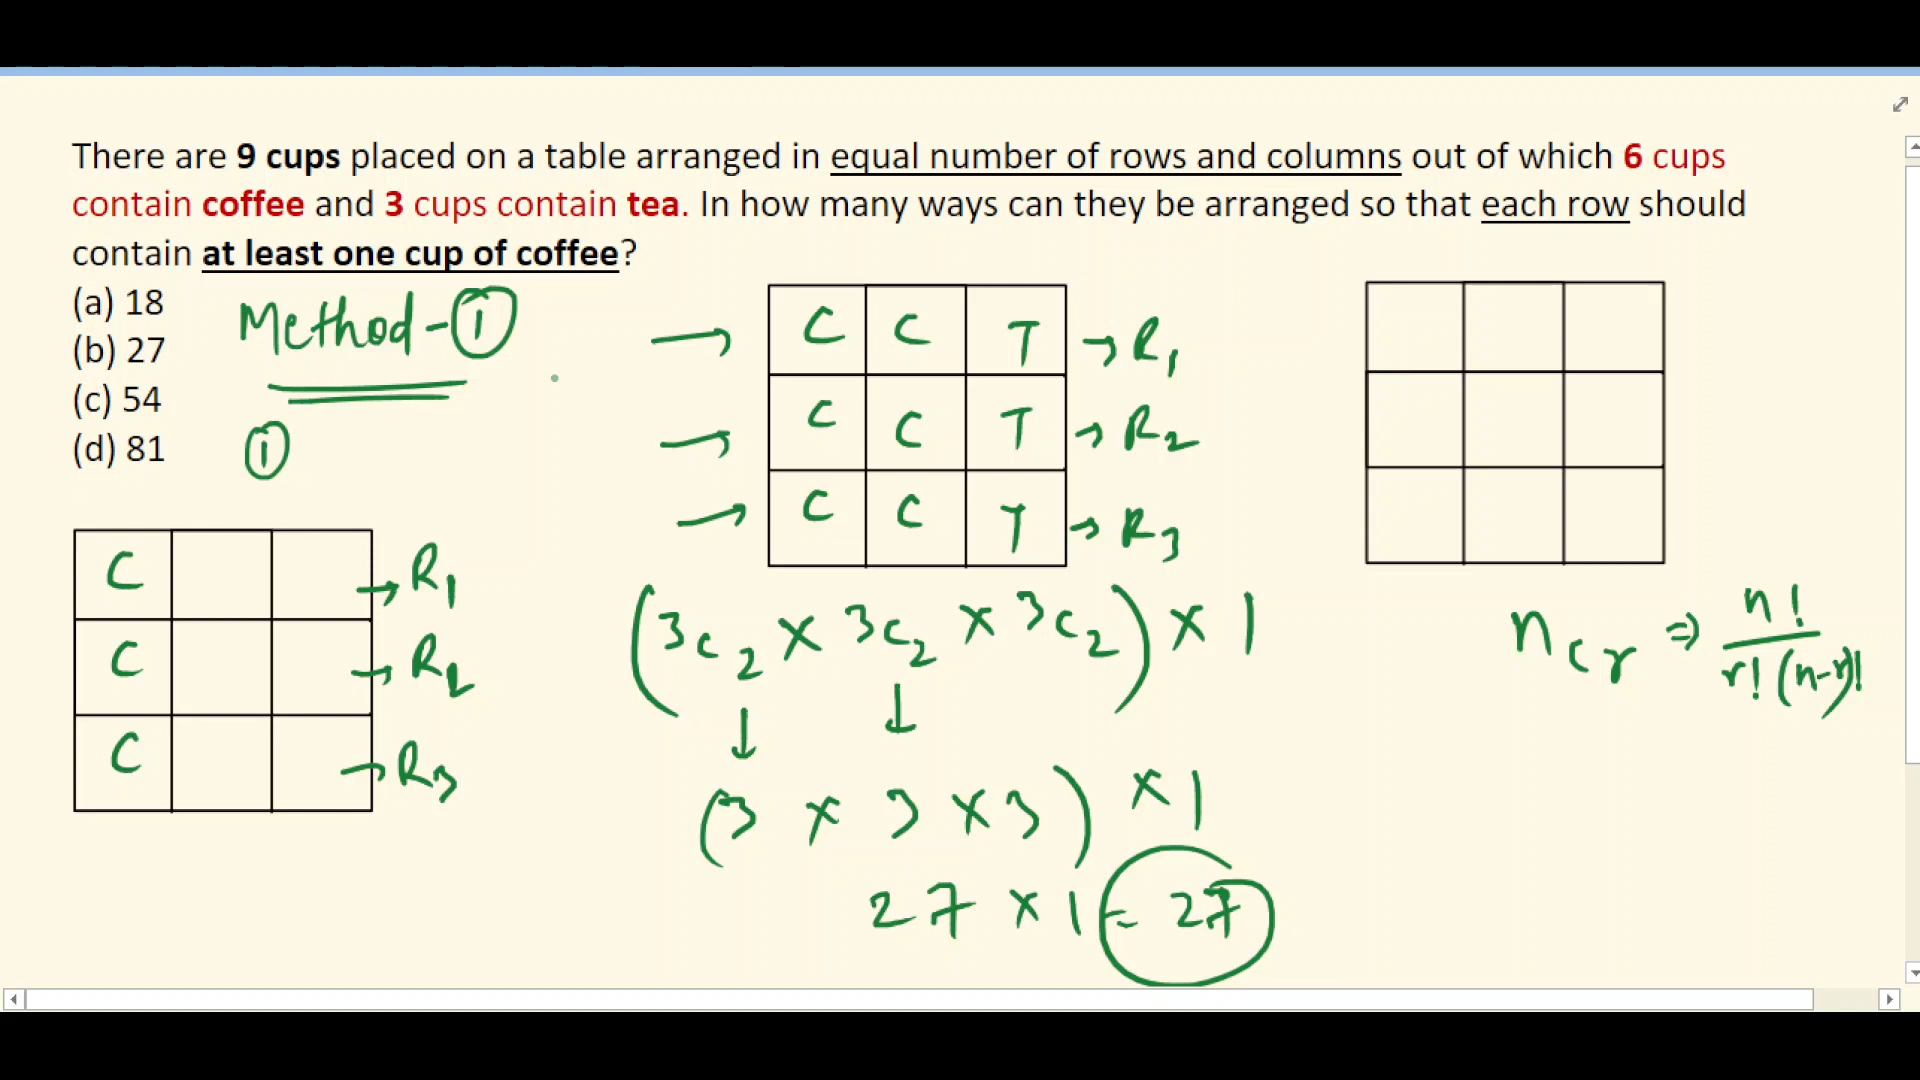 There are 9 cups placed on a table arranged in equal number of rows and columns out of which 6 cups
contain coffee and 3 cups contain tea. In how many ways can they be arranged so that each row should
contain at least one cup of coffee?
(a) 18
(b) 27
(c) 54
(d) 81
Method-①
①
C → R1
C → R2
C → R3
→ C C T → R1
→ C C T → R2
→ C C T → R3
(3c2 × 3c2 × 3c2) × 1
↓ ↓
(3 × 3 × 3) × 1
27 × 1 = 27
ncr ⇒ n!
r! (n-r)!